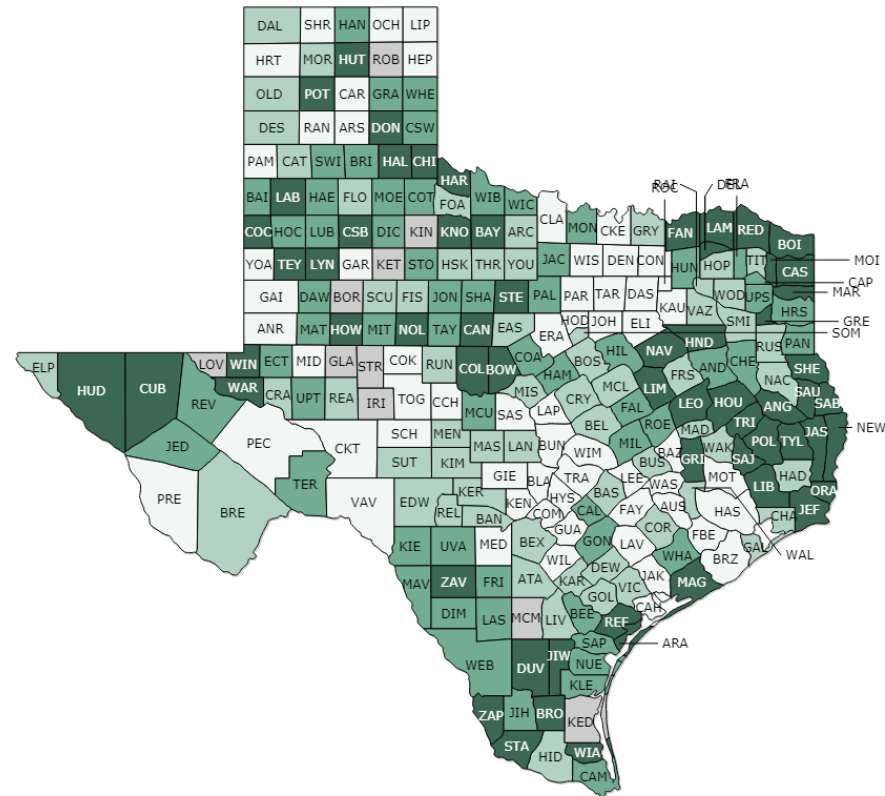 DAL SHR HAN OCH LIP
HRT MOR HUT ROB HEP
OLD POT CAR GRA WHE
DES RAN ARS DON CSW
PAM CAT SWI BRI HAL CHI
HAR
BAI LAB HAE FLO MOE COT FOA WIB WIC
COC HOC LUB CSB DIC KIN KNO BAY ARC
CLA MON CKE GRY FAN LAM RED BOI
RAI ROC DEL FRA
YOA TEY LYN GAR KET STO HSK THR YOU JAC WIS DEN CON HUN HOP TIT CAS MOI
CAP
MAR
GAI DAW BOR SCU FIS JON SHA STE PAL PAR TAR DAS KAU VAZ WOD UPS HRS
GRE
SOM
ANR MAT HOW MIT NOL TAY CAN EAS ERA HOD JOH ELI SMI RUS PAN
ELP HUD CUB LOV WIN ECT MID GLA STR COK RUN COL BOW COA HAM BOS HIL NAV HND CHE SHE
WAR CRA UPT REA IRI TOG CCH MIS CRY MCL LIM FRS AND NAC SAU SAB
REV PEC MCU SAS LAP BEL FAL LEO HOU ANG
NEW
JED CKT SCH MEN MAS LAN BUN WIM MIL ROE MAD TRI POL TYL JAS
TER SUT KIM GIE BLA TRA LEE BUS BAZ GRI WAK SAJ HAD
PRE BRE VAV EDW KER REL BAN KEN COM HYS BAS CAL FAY WAS AUS MOT LIB ORA
HAS CHA JEF
WAL
KIE UVA MED BEX GUA GON LAV COR WHA FBE BRZ GAL
MAV ZAV FRI ATA WIL KAR DEW VIC JAK MAG
DIM LAS MCM LIV BEE GOL CAH REF
ARA
WEB DUV JIW SAP NUE
KLE
ZAP JIH BRO KED
STA HID WIA
CAM